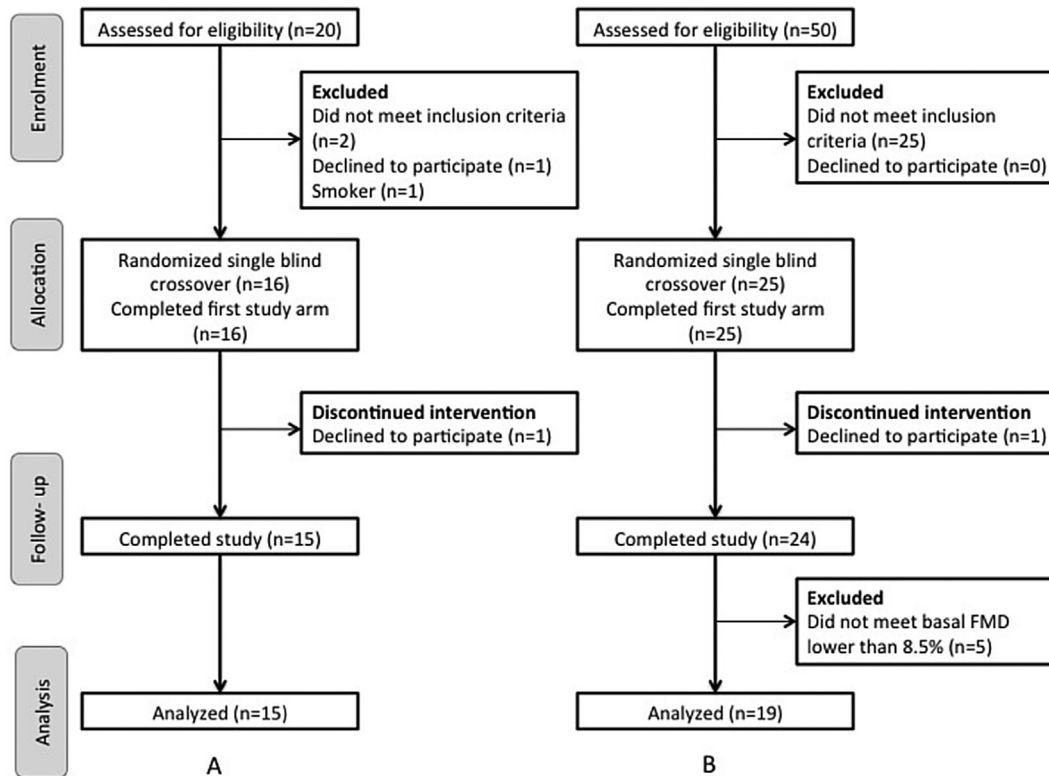 Enrolment
Allocation
Follow- up
Analysis
Assessed for eligibility (n=20)
Excluded
Did not meet inclusion criteria
(n=2)
Declined to participate (n=1)
Smoker (n=1)
Randomized single blind
crossover (n=16)
Completed first study arm
(n=16)
Discontinued intervention
Declined to participate (n=1)
Completed study (n=15)
Analyzed (n=15)
A
Assessed for eligibility (n=50)
Excluded
Did not meet inclusion
criteria (n=25)
Declined to participate (n=0)
Randomized single blind
crossover (n=25)
Completed first study arm
(n=25)
Discontinued intervention
Declined to participate (n=1)
Completed study (n=24)
Excluded
Did not meet basal FMD
lower than 8.5% (n=5)
Analyzed (n=19)
B